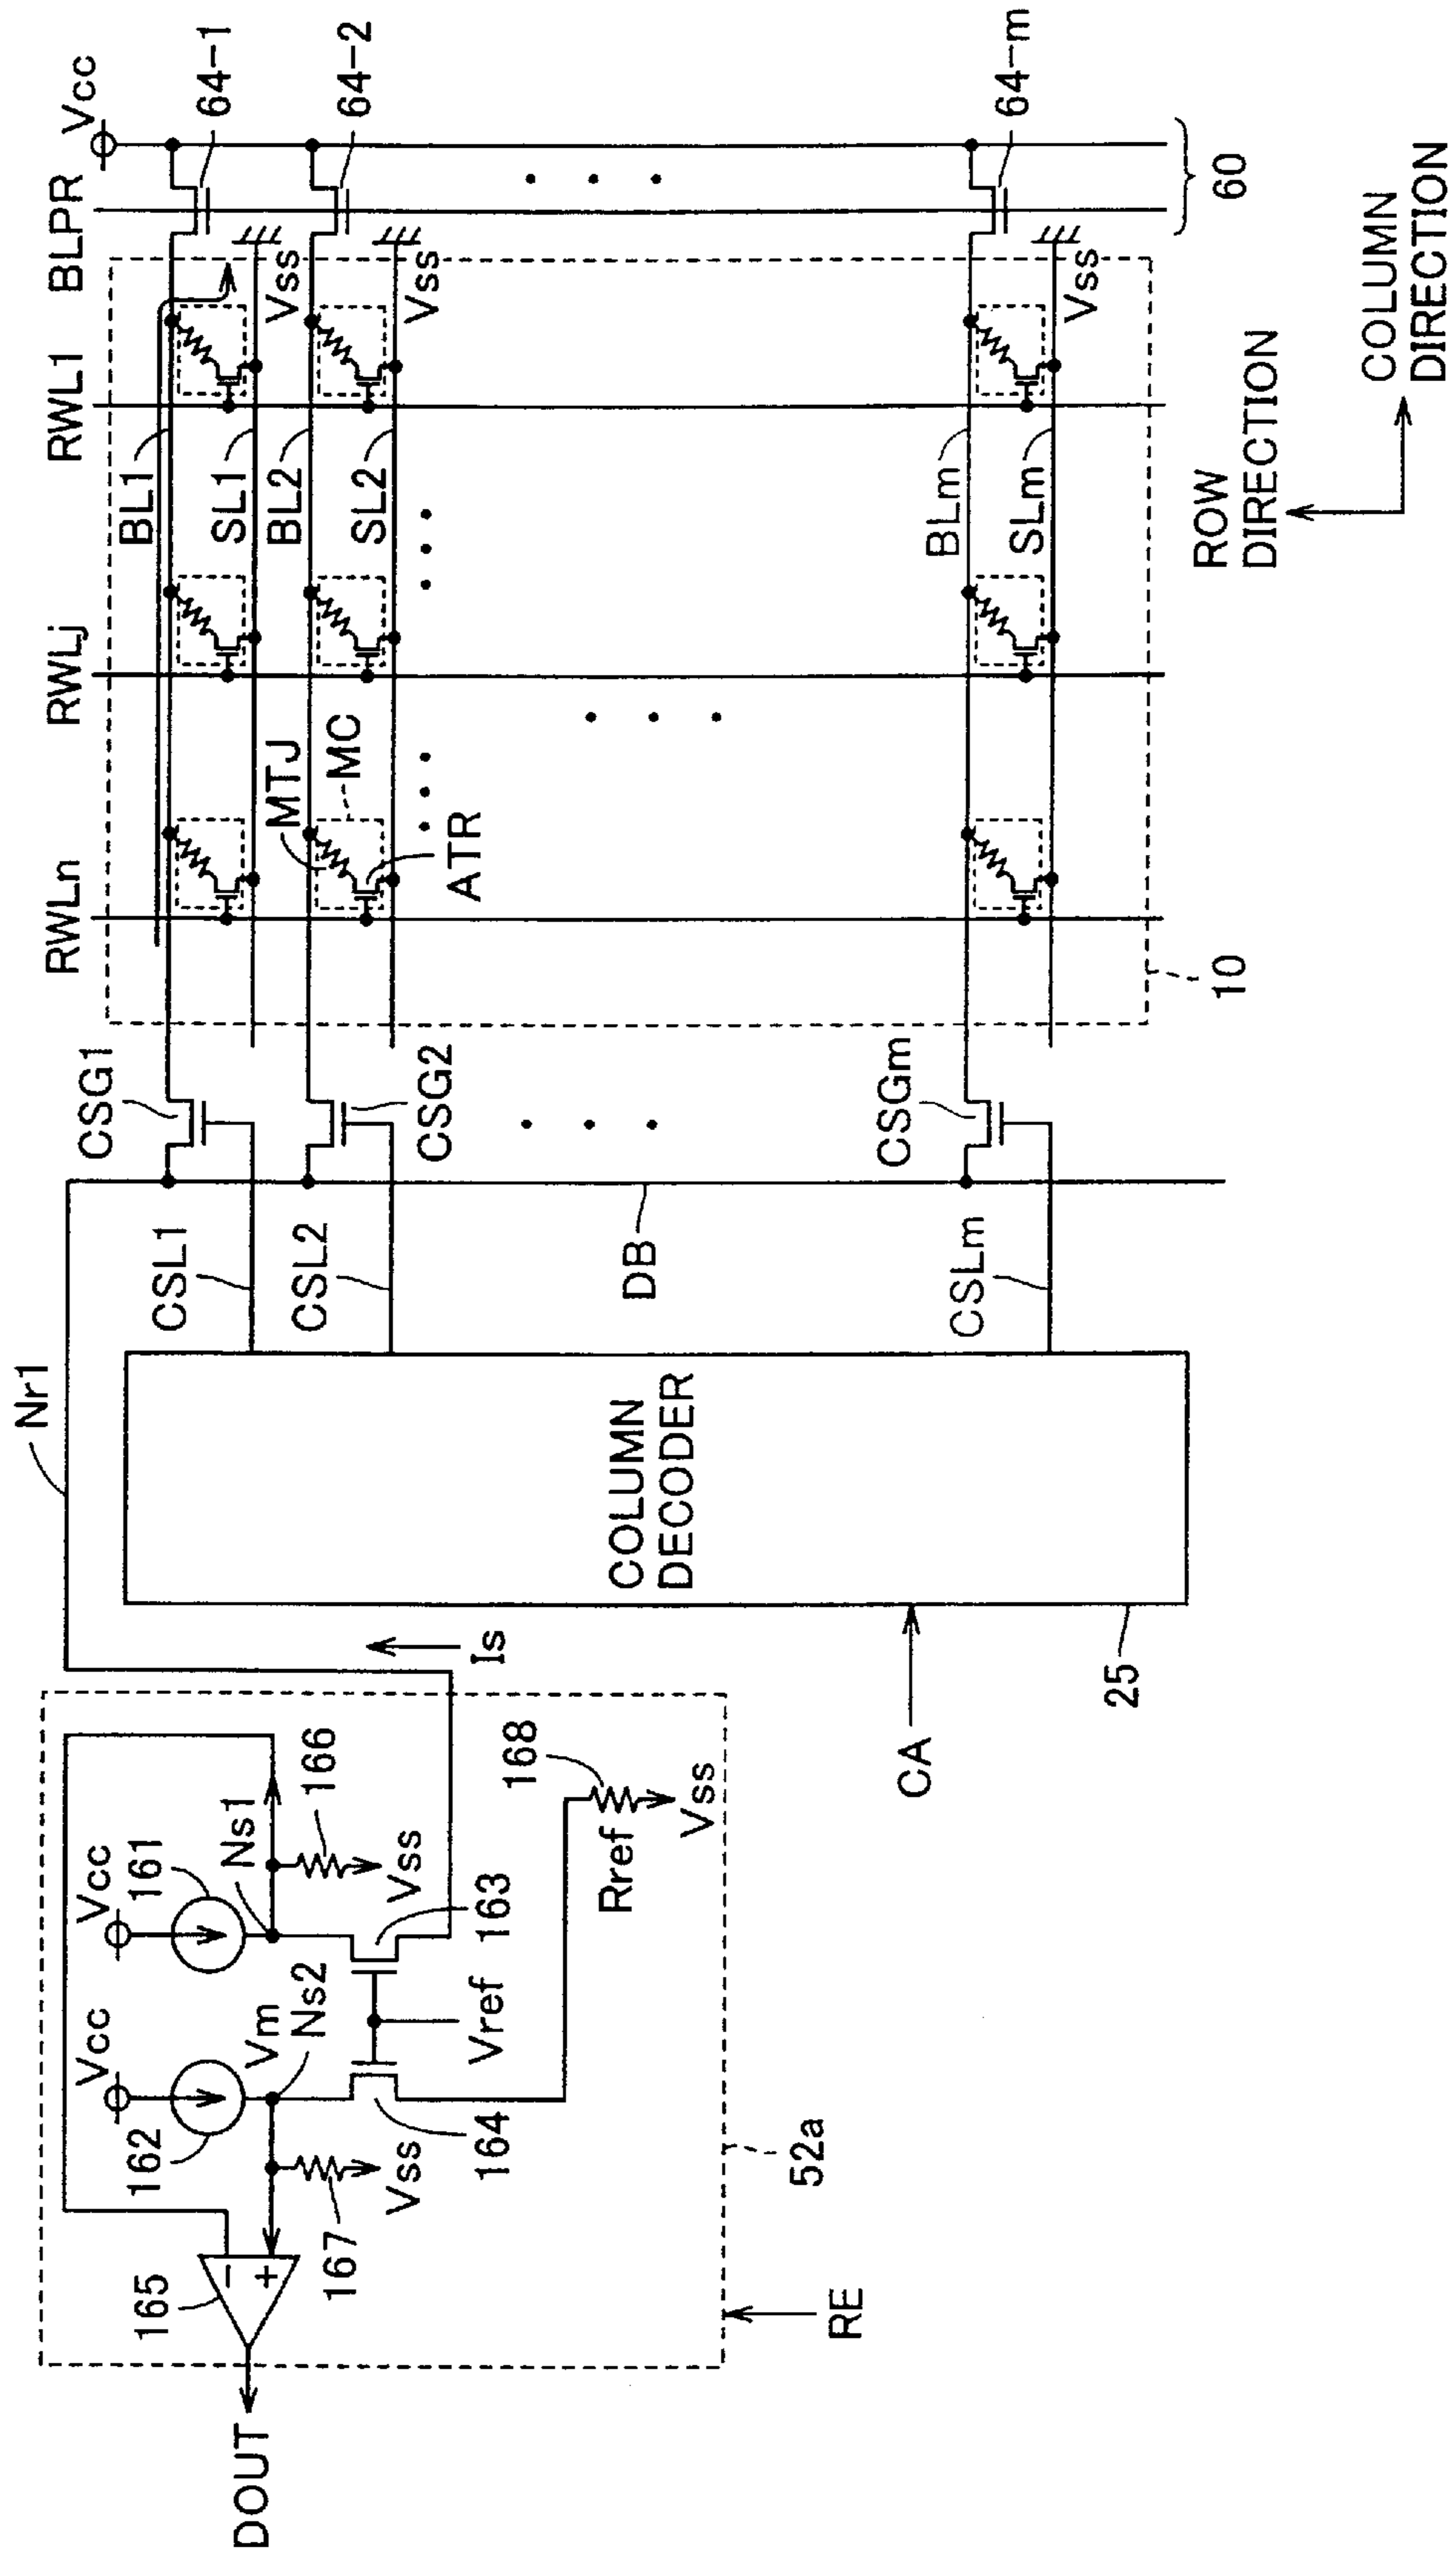 Vcc
BLPR
64-1
64-2
64-m
60
RWL1
RWLj
RWLn
BL1
SL1
BL2
SL2
BLm
SLm
Vss
Vss
Vss
MTJ
MC
ATR
10
ROW
DIRECTION
COLUMN
DIRECTION
CSG1
CSG2
CSGm
CSL1
CSL2
CSLm
DB
Nr1
COLUMN
DECODER
25
CA
Is
Vcc
161
Ns1
166
Vss
163
168
Rref
Vss
Vcc
162
Vm
Ns2
Vref
164
167
Vss
165
-
+
52a
RE
DOUT